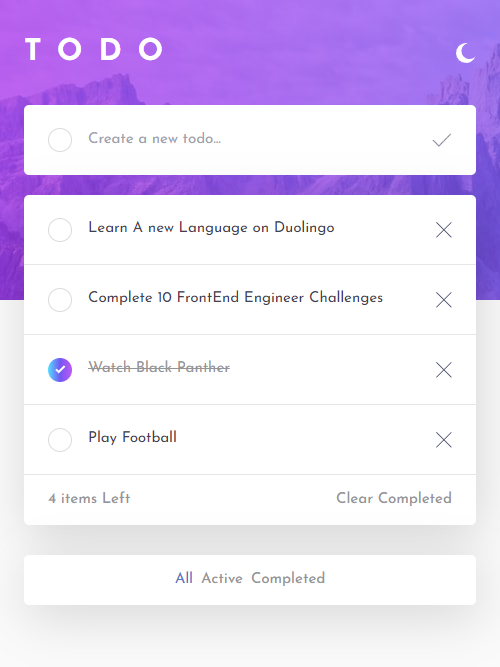 TODO
Create a new todo...
Learn A new Language on Duolingo
Complete 10 FrontEnd Engineer Challenges
Watch Black Panther
Play Football
4 items Left Clear Completed
All Active Completed